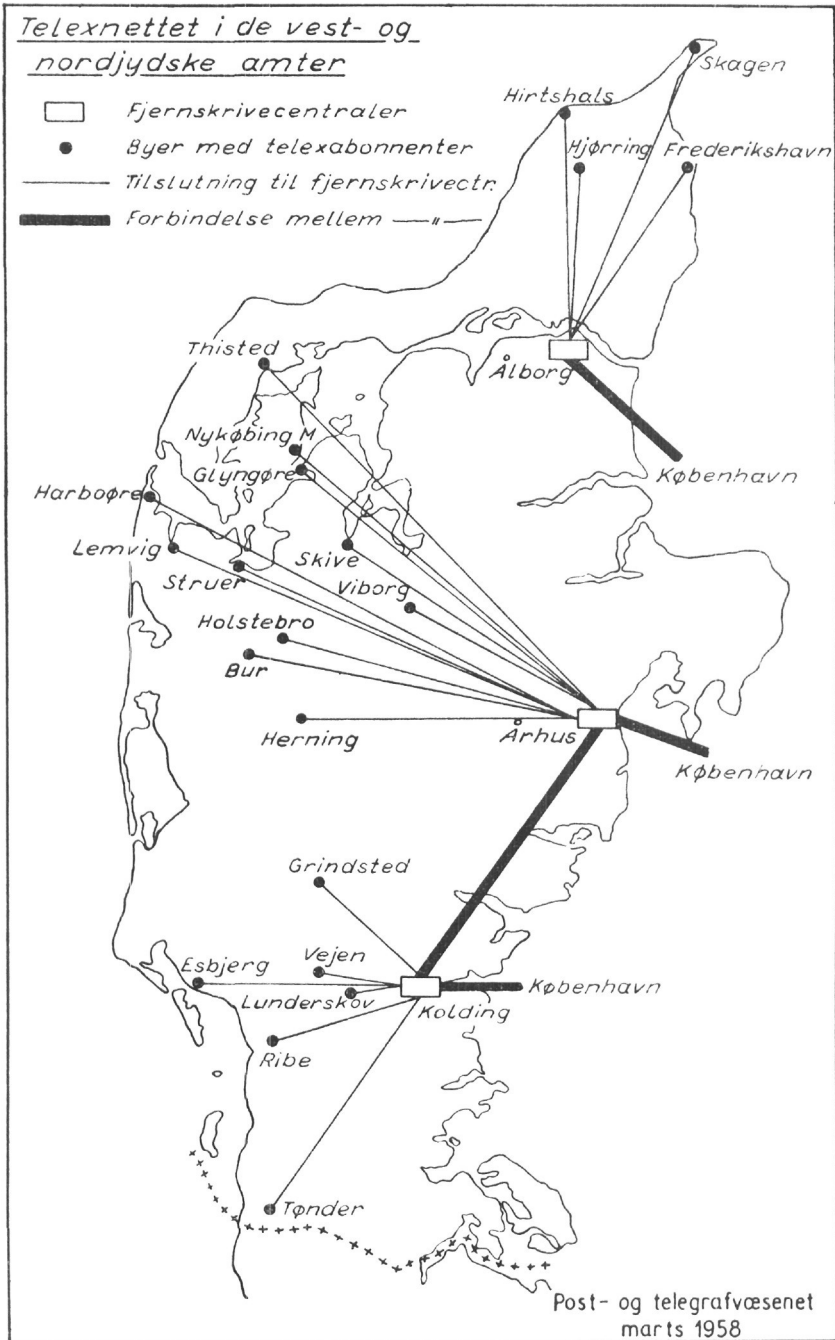 Telexnettet i de vest- og
nordjydske amter
Fjernskrivecentraler
Byer med telexabonnenter
Tilslutning til fjernskrivectr.
Forbindelse mellem —〃—
Skagen
Hirtshals
Hjørring
Frederikshavn
Ålborg
København
Thisted
Nykøbing M
Glyngøre
Harboøre
Lemvig
Struer
Skive
Viborg
Holstebro
Bur
Herning
Århus
København
Grindsted
Vejen
Esbjerg
Lunderskov
Kolding
København
Ribe
Tønder
Post- og telegrafvæsenet
marts 1958